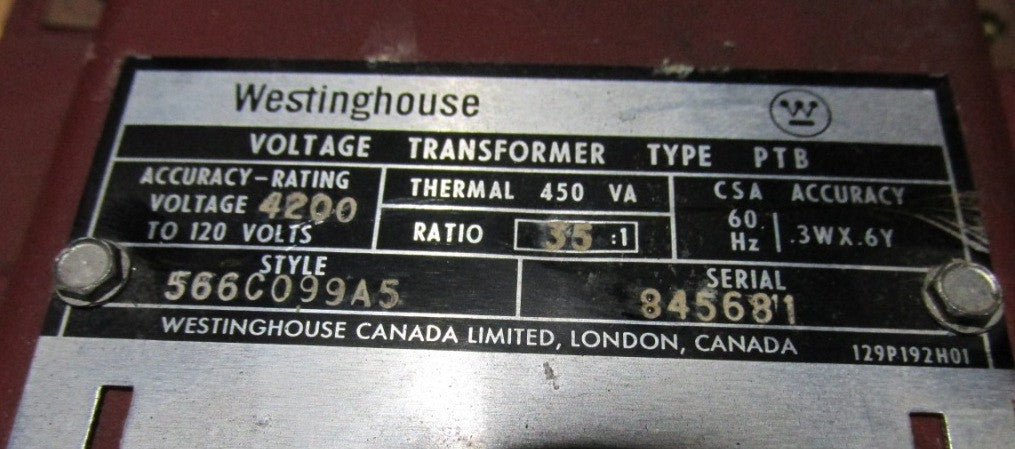 Westinghouse
VOLTAGE TRANSFORMER TYPE PTB
ACCURACY-RATING
VOLTAGE 4200
TO 120 VOLTS
THERMAL 450 VA
RATIO 35 :1
CSA ACCURACY
60 Hz .3WX.6Y
STYLE
566C099A5
SERIAL
845681
WESTINGHOUSE CANADA LIMITED, LONDON, CANADA
129P192H01